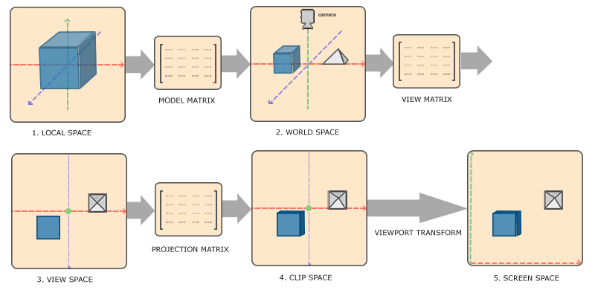 camera
MODEL MATRIX
VIEW MATRIX
1. LOCAL SPACE
2. WORLD SPACE
PROJECTION MATRIX
VIEWPORT TRANSFORM
3. VIEW SPACE
4. CLIP SPACE
5. SCREEN SPACE